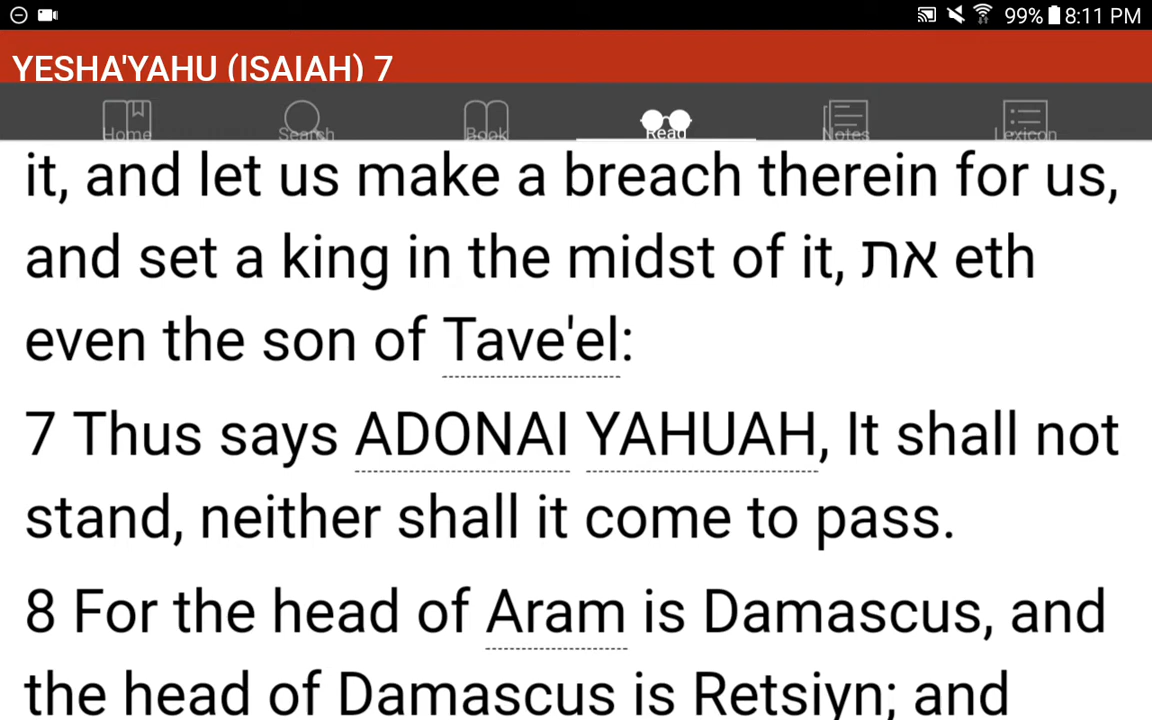 99% 8:11 PM
YESHA'YAHU (ISAIAH) 7
Home Search Book Read Notes Lexicon
it, and let us make a breach therein for us,
and set a king in the midst of it, את eth
even the son of Tave'el:
7 Thus says ADONAI YAHUAH, It shall not
stand, neither shall it come to pass.
8 For the head of Aram is Damascus, and
the head of Damascus is Retsiyn; and